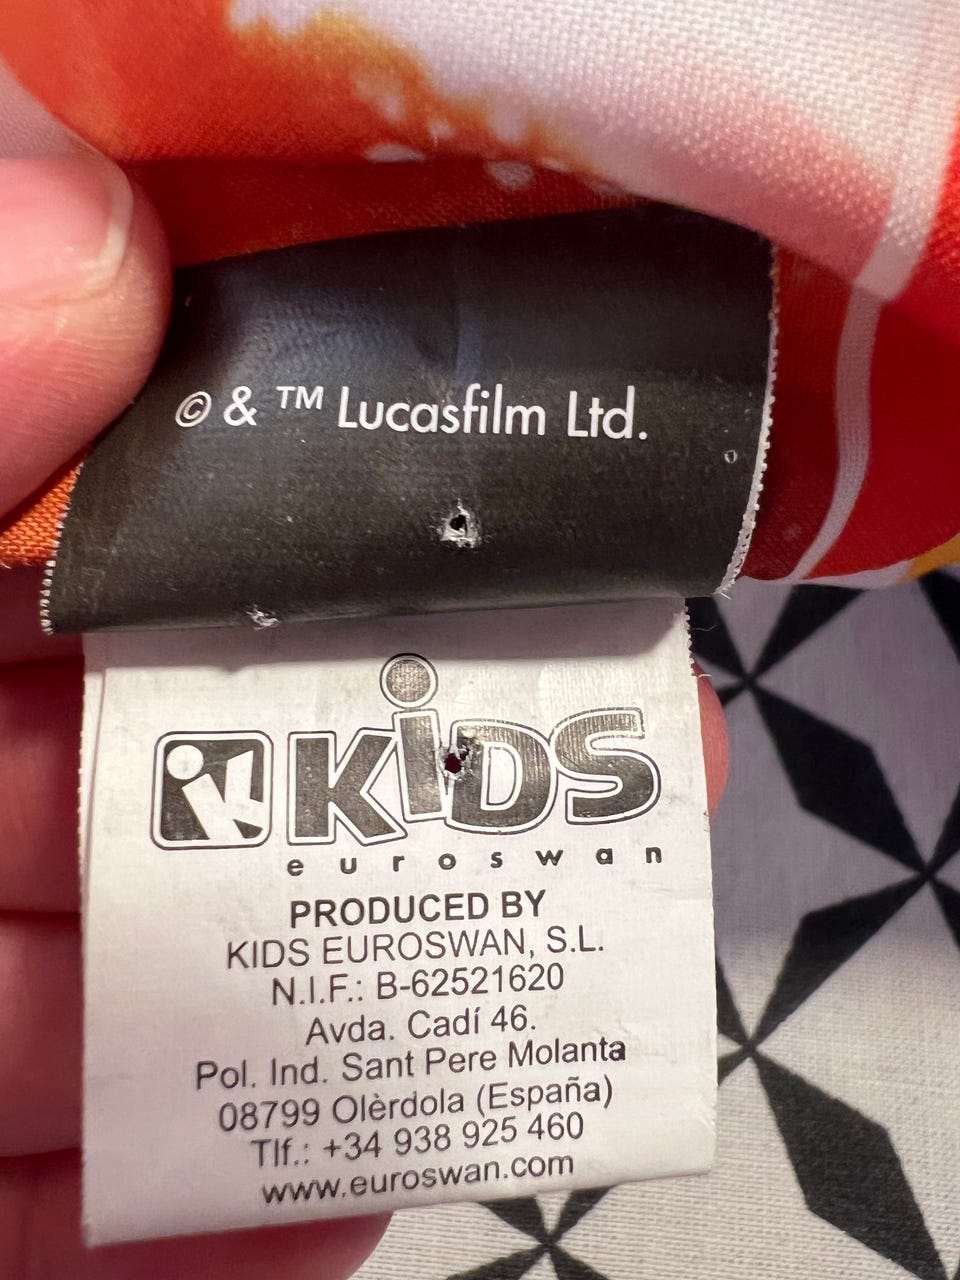 © & ™ Lucasfilm Ltd.
KiDS
euroswan
PRODUCED BY
KIDS EUROSWAN, S.L.
N.I.F.: B-62521620
Avda. Cadí 46.
Pol. Ind. Sant Pere Molanta
08799 Olèrdola (España)
Tlf.: +34 938 925 460
www.euroswan.com